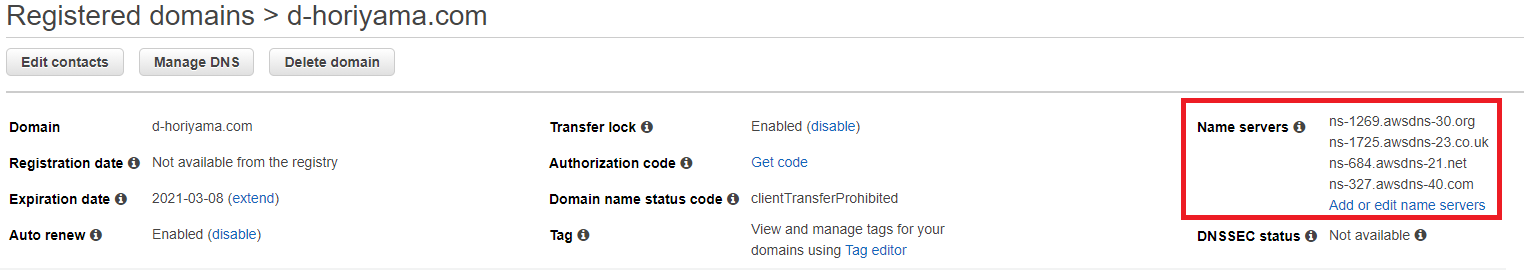 Registered domains > d-horiyama.com
Edit contacts Manage DNS Delete domain
Domain d-horiyama.com
Registration date Not available from the registry
Expiration date 2021-03-08 (extend)
Auto renew Enabled (disable)
Transfer lock Enabled (disable)
Authorization code Get code
Domain name status code clientTransferProhibited
Tag View and manage tags for your
domains using Tag editor
Name servers ns-1269.awsdns-30.org
ns-1725.awsdns-23.co.uk
ns-684.awsdns-21.net
ns-327.awsdns-40.com
Add or edit name servers
DNSSEC status Not available